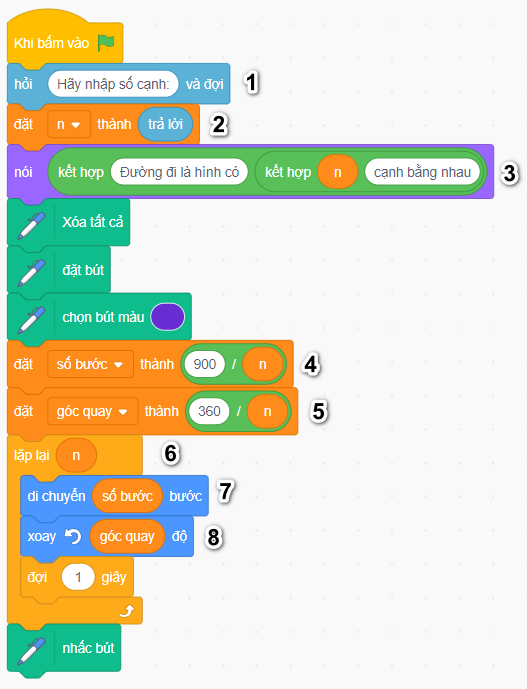 Khi bấm vào
hỏi Hãy nhập số cạnh: và đợi 1
đặt n thành trả lời 2
nói kết hợp Đường đi là hình có kết hợp n cạnh bằng nhau 3
Xóa tất cả
đặt bút
chọn bút màu
đặt số bước thành 900 / n 4
đặt góc quay thành 360 / n 5
lặp lại n 6
di chuyển số bước bước 7
xoay góc quay độ 8
đợi 1 giây
nhấc bút